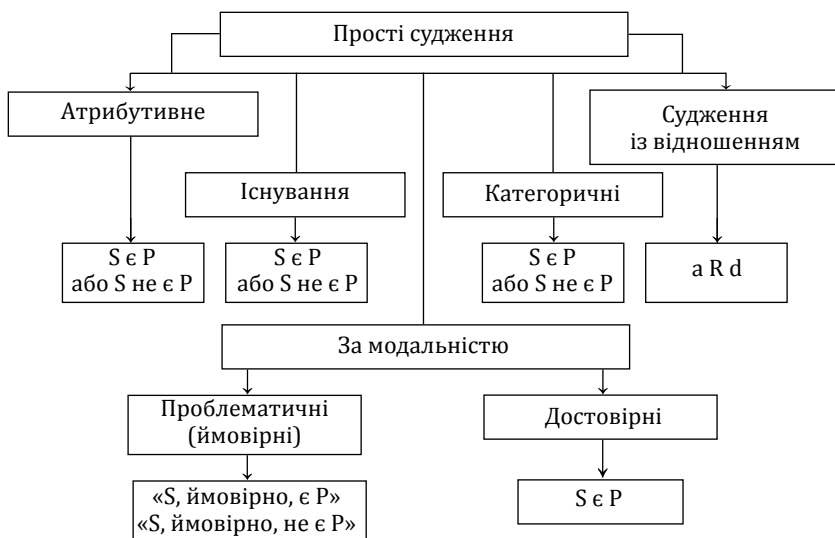 Прості судження
Атрибутивне
Судження
із відношенням
Існування
Категоричні
S є P
або S не є P
S є P
або S не є P
S є P
або S не є P
a R d
За модальністю
Проблематичні
(ймовірні)
Достовірні
«S, ймовірно, є P»
«S, ймовірно, не є P»
S є P